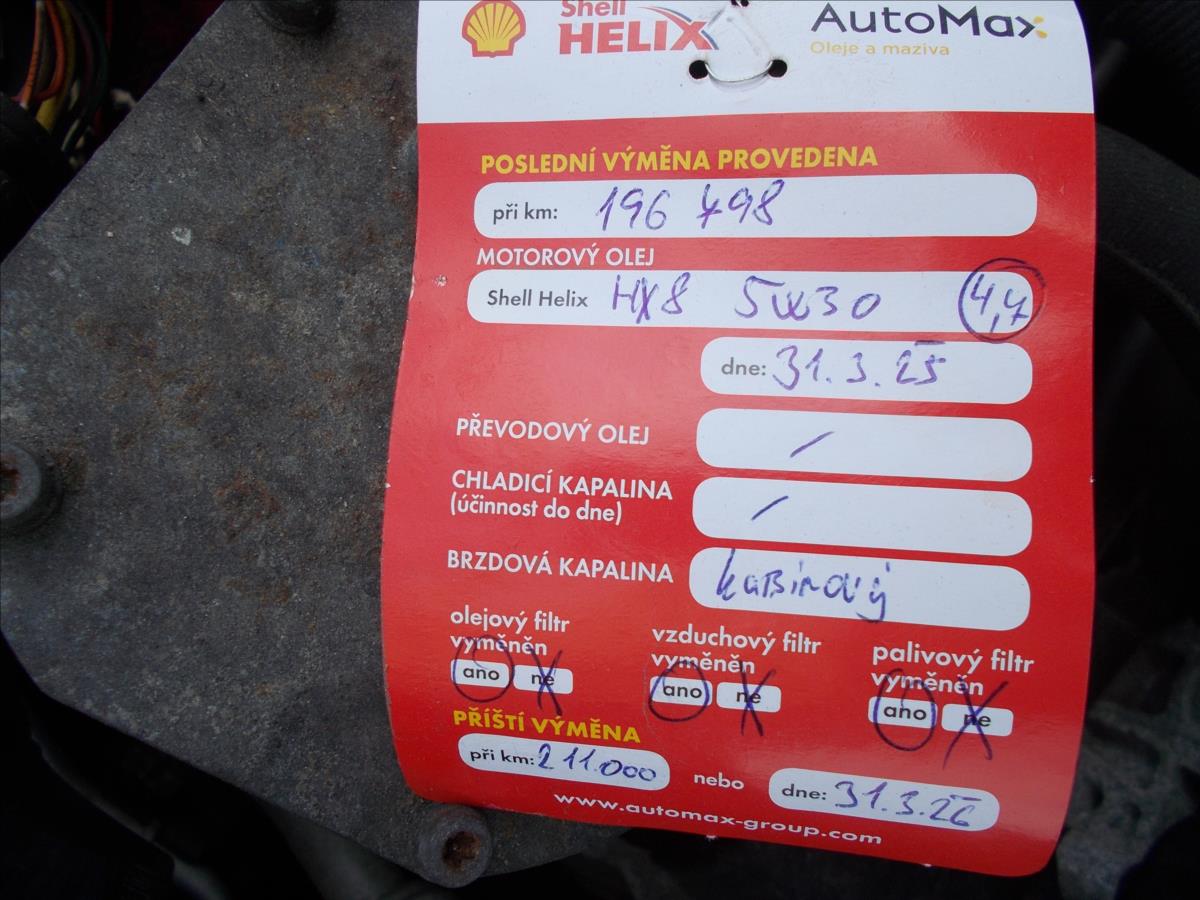 Shell
HELIX
AutoMax
Oleje a maziva
POSLEDNÍ VÝMĚNA PROVEDENA
při km: 196 798
MOTOROVÝ OLEJ
Shell Helix HX8 5W30 4,7
dne: 31.3.25
PŘEVODOVÝ OLEJ /
CHLADICÍ KAPALINA /
(účinnost do dne)
BRZDOVÁ KAPALINA kabinový
olejový filtr vzduchový filtr palivový filtr
vyměněn vyměněn vyměněn
ano ne ano ne ano ne
PŘÍŠTÍ VÝMĚNA
při km: 211.000 nebo dne: 31.3.26
www.automax-group.com